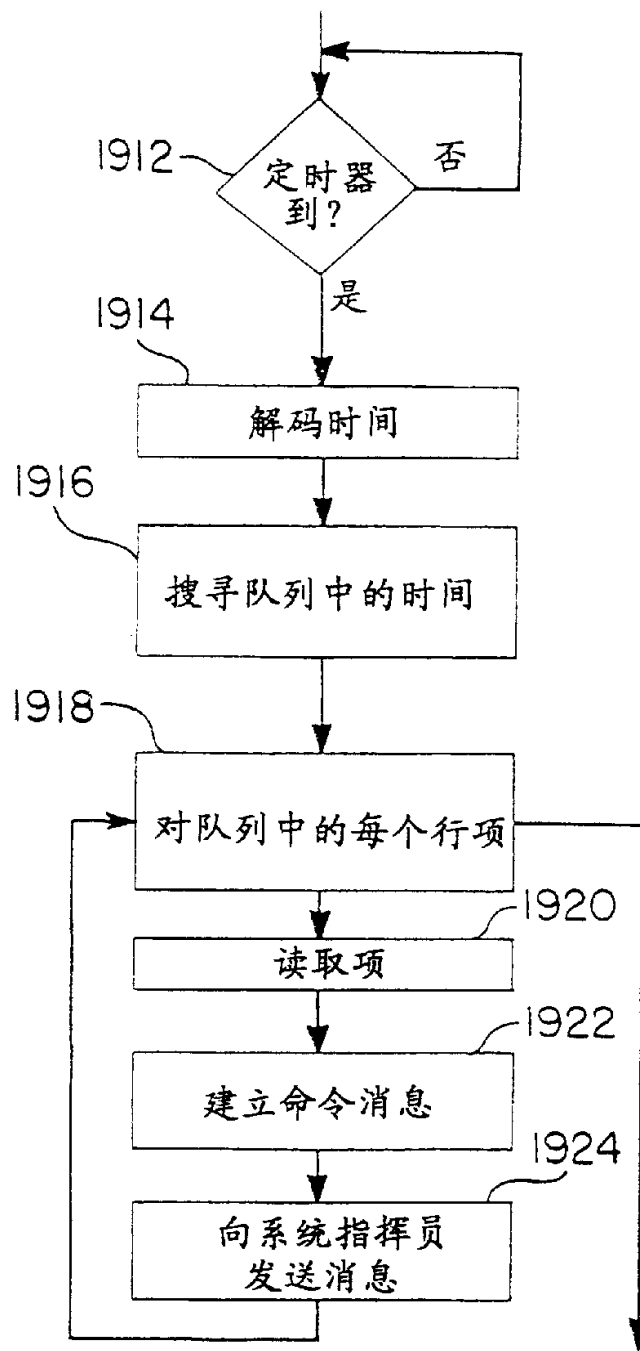 1912
定时器
到?
否
是
1914
解码时间
1916
搜寻队列中的时间
1918
对队列中的每个行项
1920
读取项
1922
建立命令消息
1924
向系统指挥员
发送消息